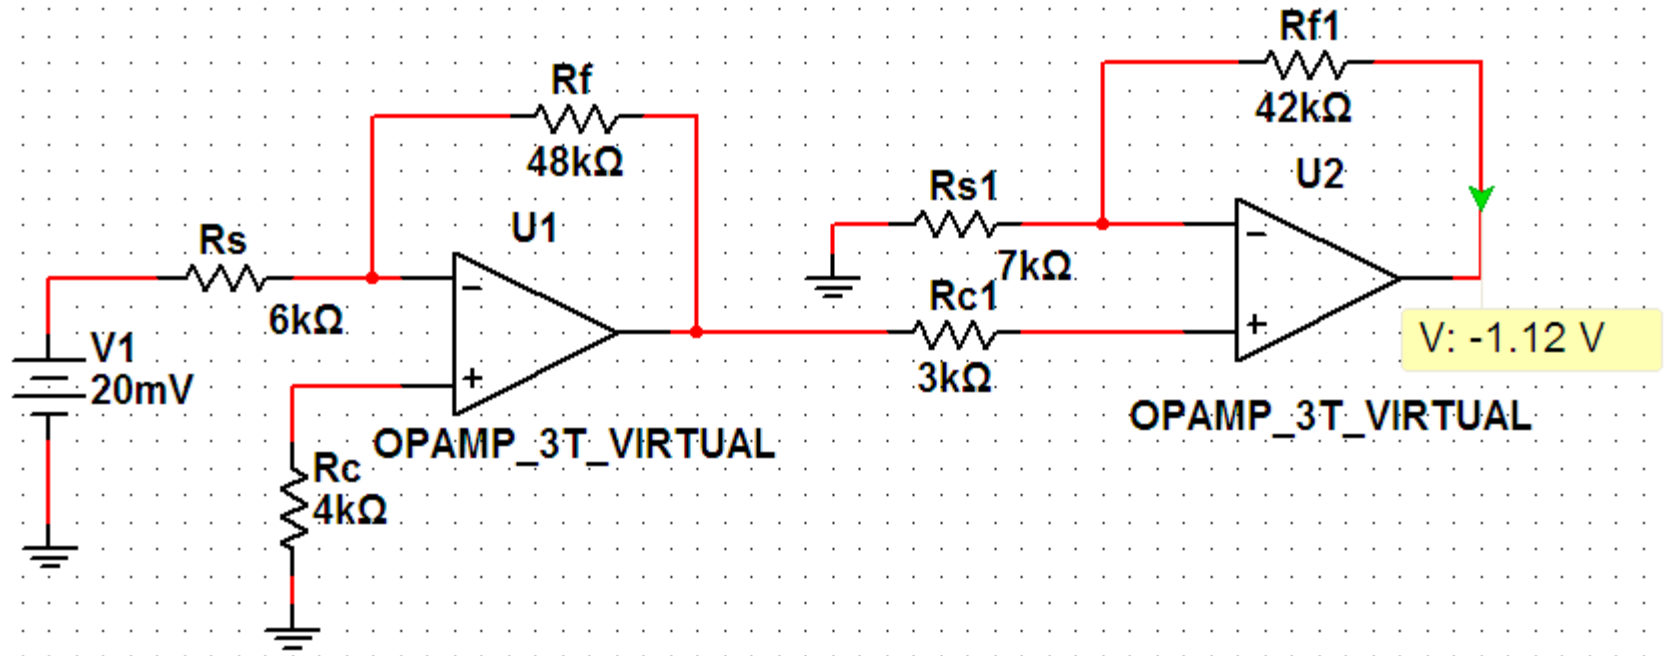 Rf1
42kΩ
Rf
48kΩ
U2
Rs1
7kΩ
U1
Rs
6kΩ
Rc1
3kΩ
V: -1.12 V
V1
20mV
OPAMP_3T_VIRTUAL
OPAMP_3T_VIRTUAL
Rc
4kΩ